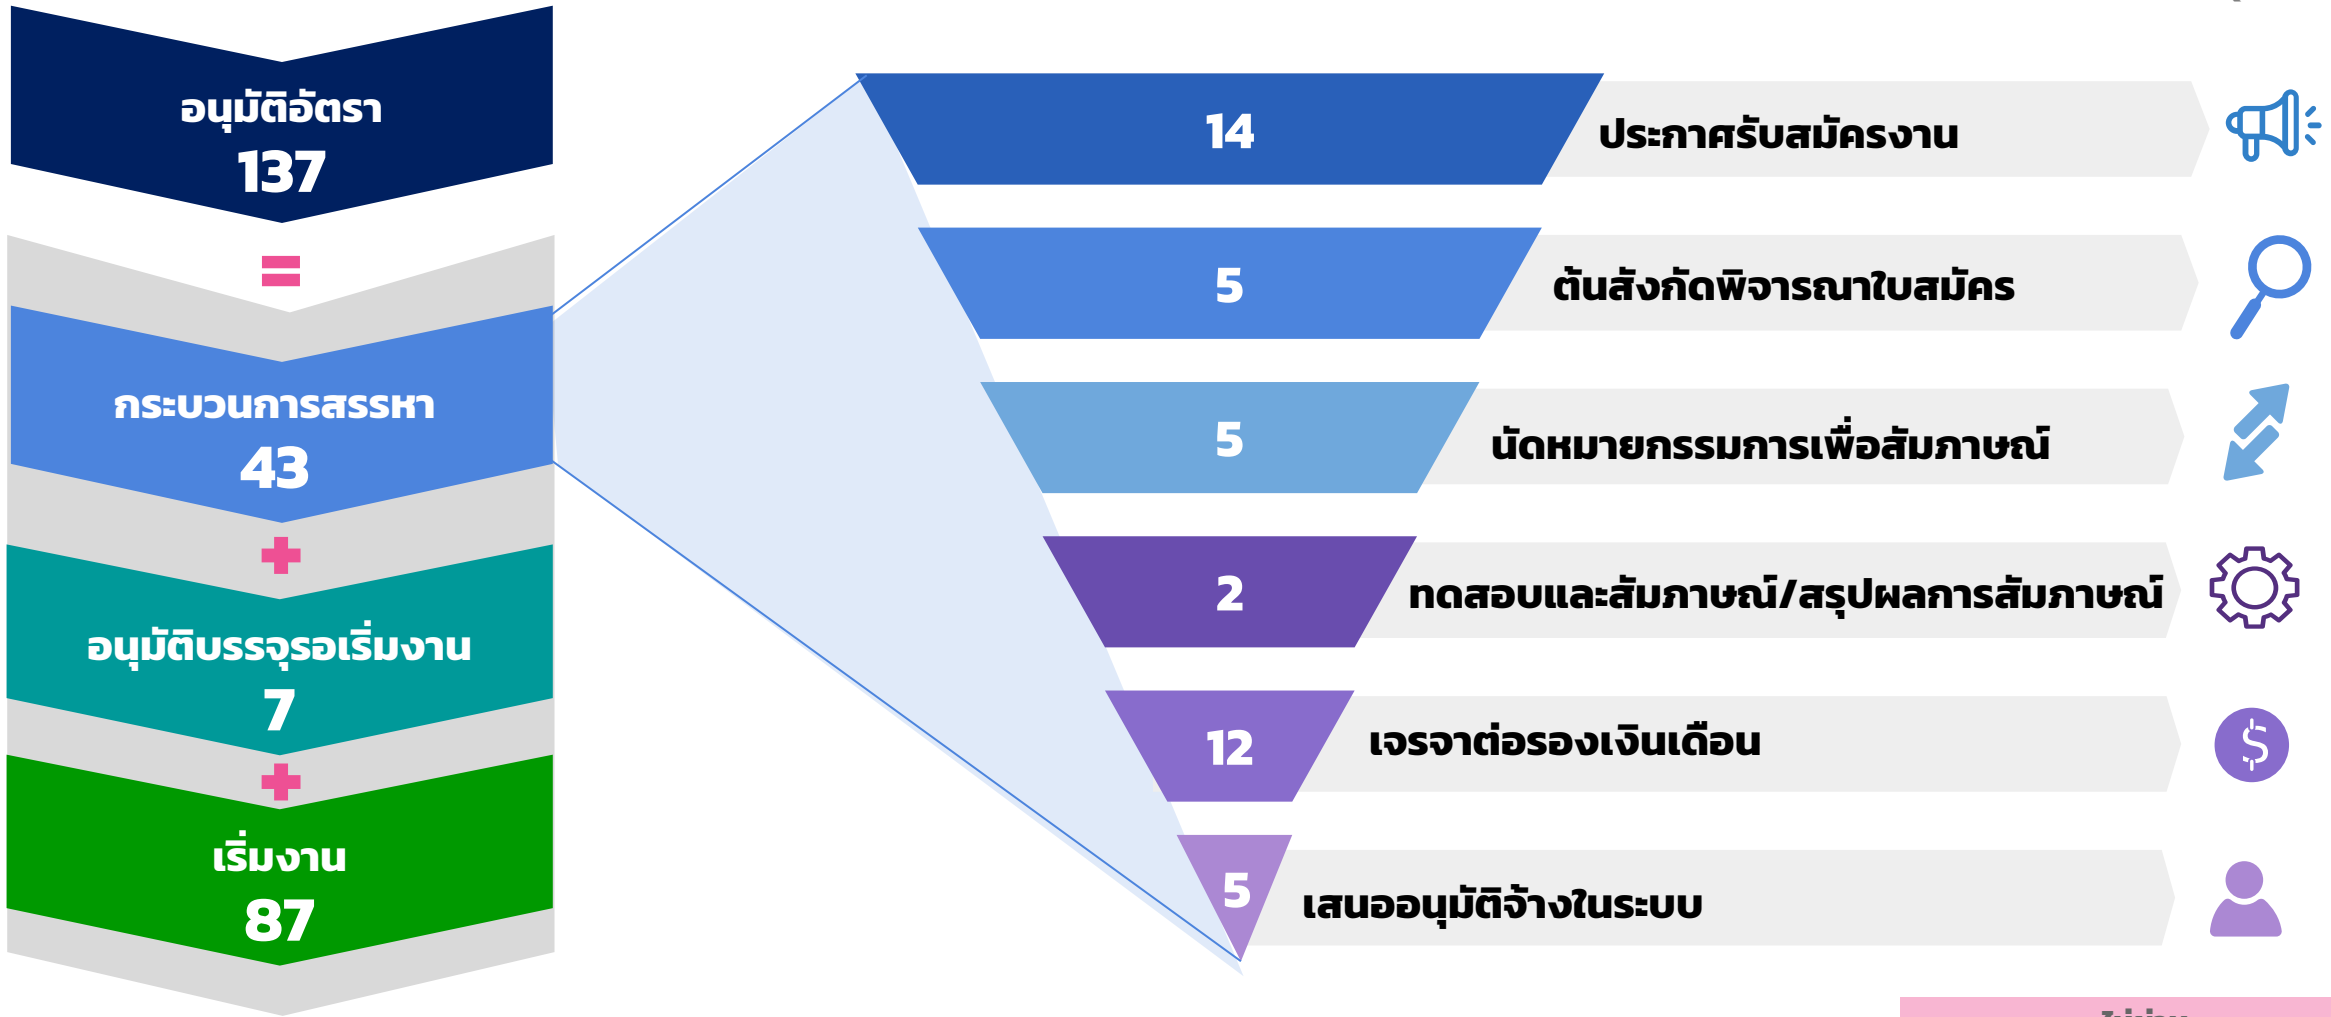 อนุมัติอัตรา
137
=
กระบวนการสรรหา
43
+
อนุมัติบรรจุรอเริ่มงาน
7
+
เริ่มงาน
87
14
ประกาศรับสมัครงาน
5
ต้นสังกัดพิจารณาใบสมัคร
5
นัดหมายกรรมการเพื่อสัมภาษณ์
2
ทดสอบและสัมภาษณ์/สรุปผลการสัมภาษณ์
12
เจรจาต่อรองเงินเดือน
$
5
เสนออนุมัติจ้างในระบบ